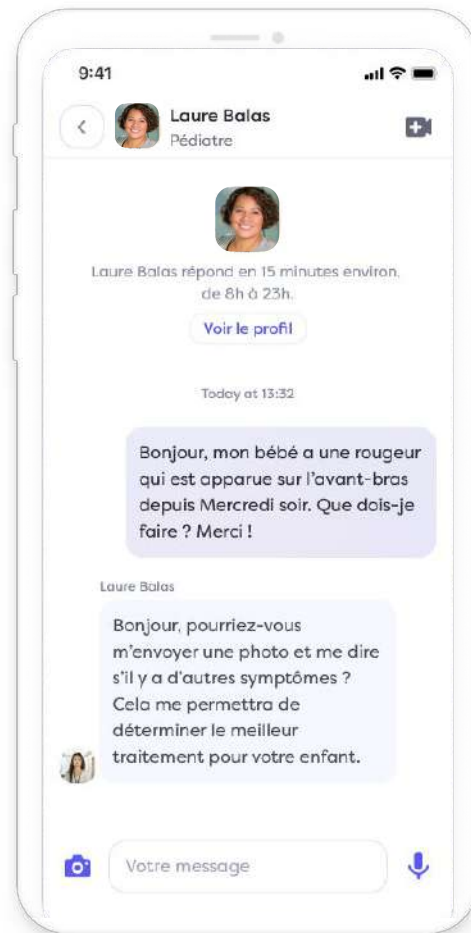 9:41
Laure Balas
Pédiatre
Laure Balas répond en 15 minutes environ,
de 8h à 23h.
Voir le profil
Today at 13:32
Bonjour, mon bébé a une rougeur
qui est apparue sur l'avant-bras
depuis Mercredi soir. Que dois-je
faire ? Merci !
Laure Balas
Bonjour, pourriez-vous
m'envoyer une photo et me dire
s'il y a d'autres symptômes ?
Cela me permettra de
déterminer le meilleur
traitement pour votre enfant.
Votre message